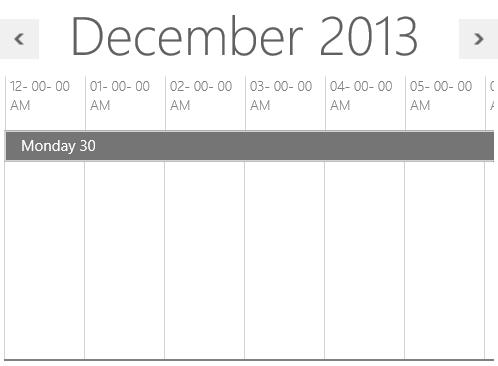 December 2013
12- 00- 00 01- 00- 00 02- 00- 00 03- 00- 00 04- 00- 00 05- 00- 00
AM AM AM AM AM AM
Monday 30